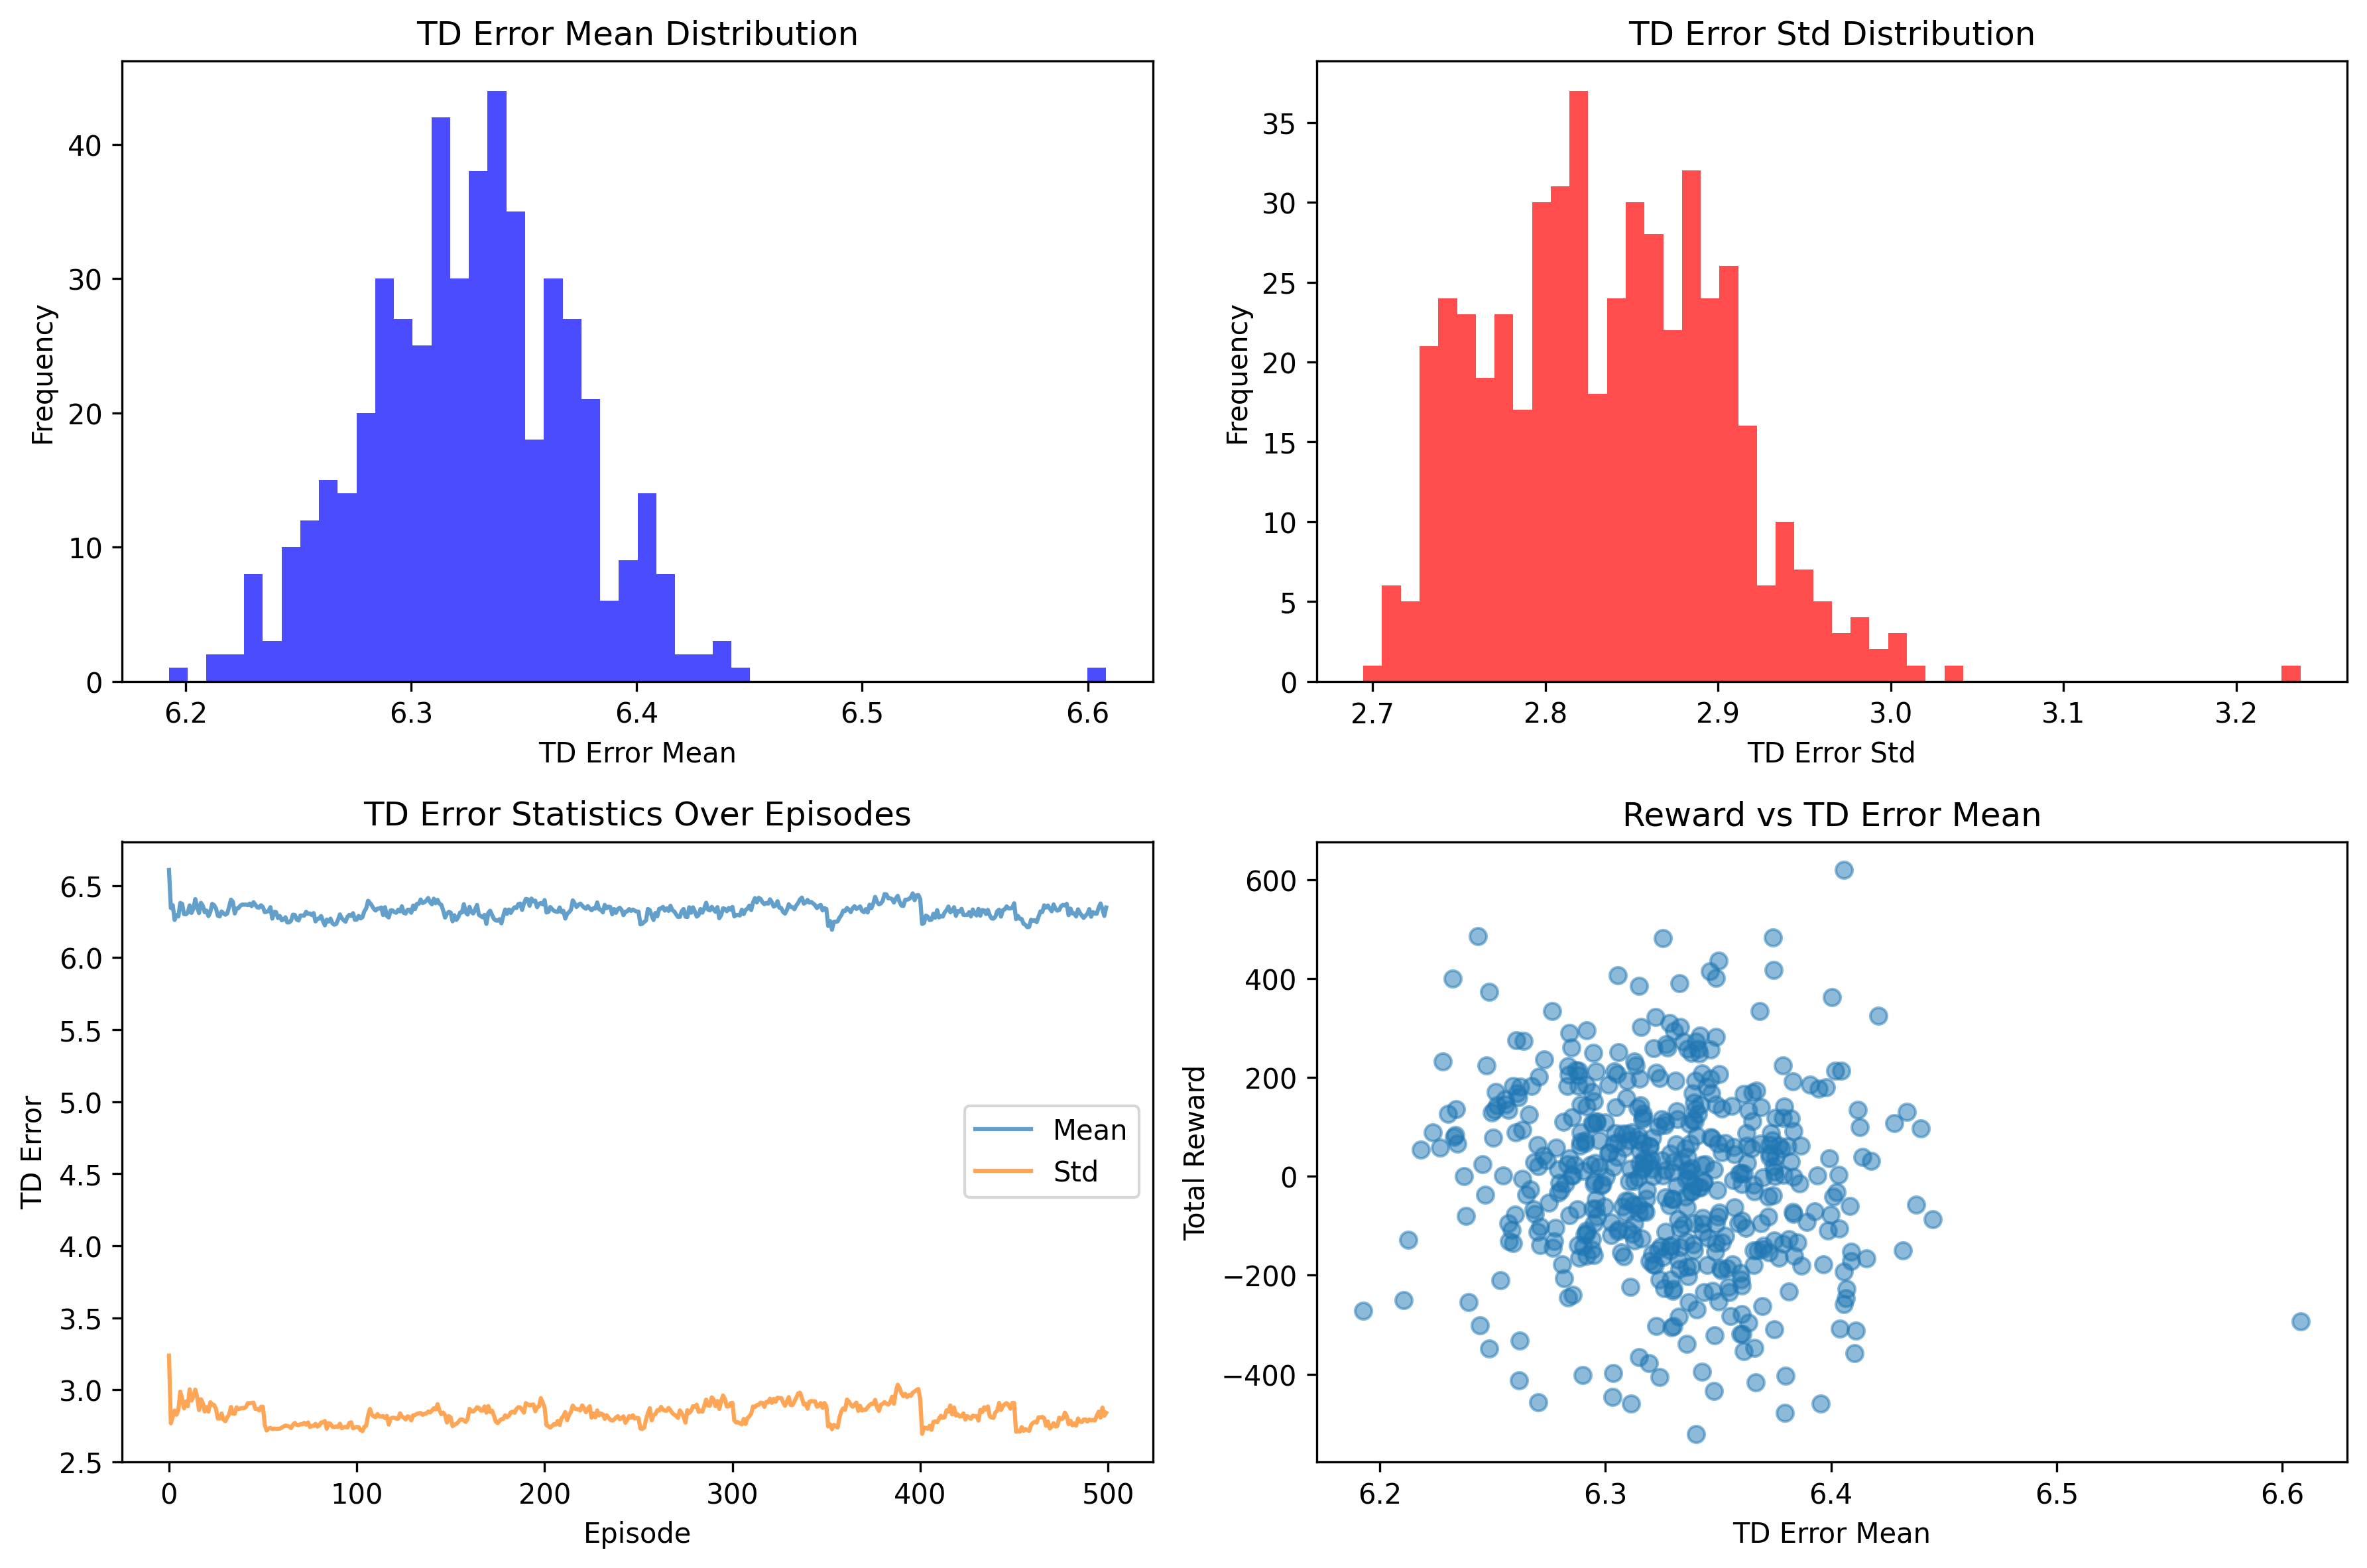 TD Error Mean Distribution
Frequency
40
30
20
10
0
6.2 6.3 6.4 6.5 6.6
TD Error Mean
TD Error Std Distribution
Frequency
35
30
25
20
15
10
5
0
2.7 2.8 2.9 3.0 3.1 3.2
TD Error Std
TD Error Statistics Over Episodes
TD Error
6.5
6.0
5.5
5.0
4.5
4.0
3.5
3.0
2.5
Mean
Std
0 100 200 300 400 500
Episode
Reward vs TD Error Mean
Total Reward
600
400
200
0
−200
−400
6.2 6.3 6.4 6.5 6.6
TD Error Mean